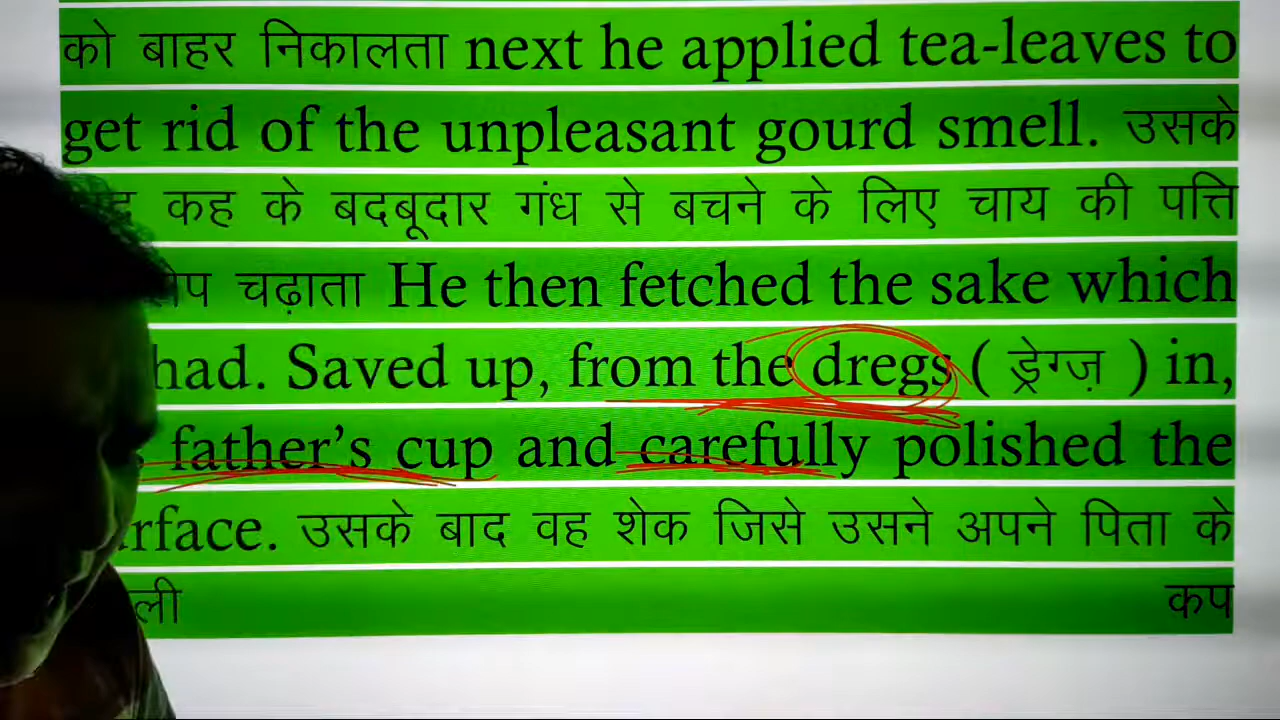 को बाहर निकालता next he applied tea-leaves to
get rid of the unpleasant gourd smell. उसके
कह के बदबूदार गंध से बचने के लिए चाय की पत्ति
चढ़ाता He then fetched the sake which
had. Saved up, from the dregs ( ड्रेग्ज़ ) in,
father's cup and carefully polished the
उसके बाद वह शेक जिसे उसने अपने पिता के
कप